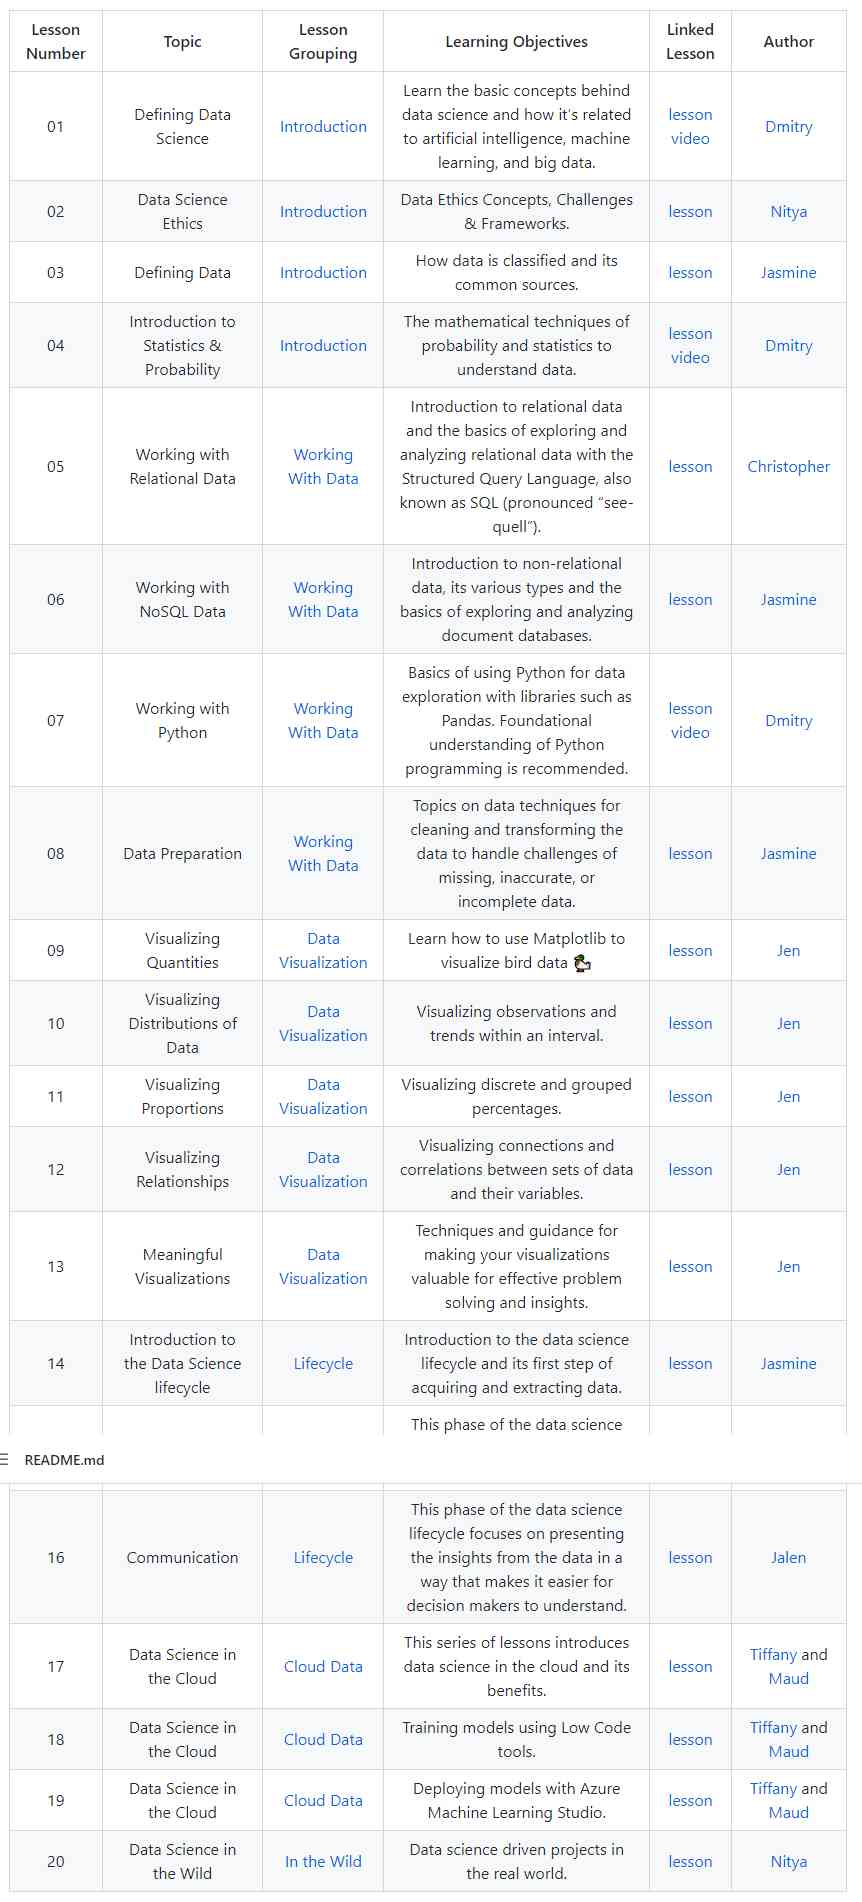 Lesson Number | Topic | Lesson Grouping | Learning Objectives | Linked Lesson | Author
01 | Defining Data Science | Introduction | Learn the basic concepts behind data science and how it's related to artificial intelligence, machine learning, and big data. | lesson video | Dmitry
02 | Data Science Ethics | Introduction | Data Ethics Concepts, Challenges & Frameworks. | lesson | Nitya
03 | Defining Data | Introduction | How data is classified and its common sources. | lesson | Jasmine
04 | Introduction to Statistics & Probability | Introduction | The mathematical techniques of probability and statistics to understand data. | lesson video | Dmitry
05 | Working with Relational Data | Working With Data | Introduction to relational data and the basics of exploring and analyzing relational data with the Structured Query Language, also known as SQL (pronounced “see-quell”). | lesson | Christopher
06 | Working with NoSQL Data | Working With Data | Introduction to non-relational data, its various types and the basics of exploring and analyzing document databases. | lesson | Jasmine
07 | Working with Python | Working With Data | Basics of using Python for data exploration with libraries such as Pandas. Foundational understanding of Python programming is recommended. | lesson video | Dmitry
08 | Data Preparation | Working With Data | Topics on data techniques for cleaning and transforming the data to handle challenges of missing, inaccurate, or incomplete data. | lesson | Jasmine
09 | Visualizing Quantities | Data Visualization | Learn how to use Matplotlib to visualize bird data 🦆 | lesson | Jen
10 | Visualizing Distributions of Data | Data Visualization | Visualizing observations and trends within an interval. | lesson | Jen
11 | Visualizing Proportions | Data Visualization | Visualizing discrete and grouped percentages. | lesson | Jen
12 | Visualizing Relationships | Data Visualization | Visualizing connections and correlations between sets of data and their variables. | lesson | Jen
13 | Meaningful Visualizations | Data Visualization | Techniques and guidance for making your visualizations valuable for effective problem solving and insights. | lesson | Jen
14 | Introduction to the Data Science lifecycle | Lifecycle | Introduction to the data science lifecycle and its first step of acquiring and extracting data. | lesson | Jasmine
This phase of the data science
README.md
16 | Communication | Lifecycle | This phase of the data science lifecycle focuses on presenting the insights from the data in a way that makes it easier for decision makers to understand. | lesson | Jalen
17 | Data Science in the Cloud | Cloud Data | This series of lessons introduces data science in the cloud and its benefits. | lesson | Tiffany and Maud
18 | Data Science in the Cloud | Cloud Data | Training models using Low Code tools. | lesson | Tiffany and Maud
19 | Data Science in the Cloud | Cloud Data | Deploying models with Azure Machine Learning Studio. | lesson | Tiffany and Maud
20 | Data Science in the Wild | In the Wild | Data science driven projects in the real world. | lesson | Nitya